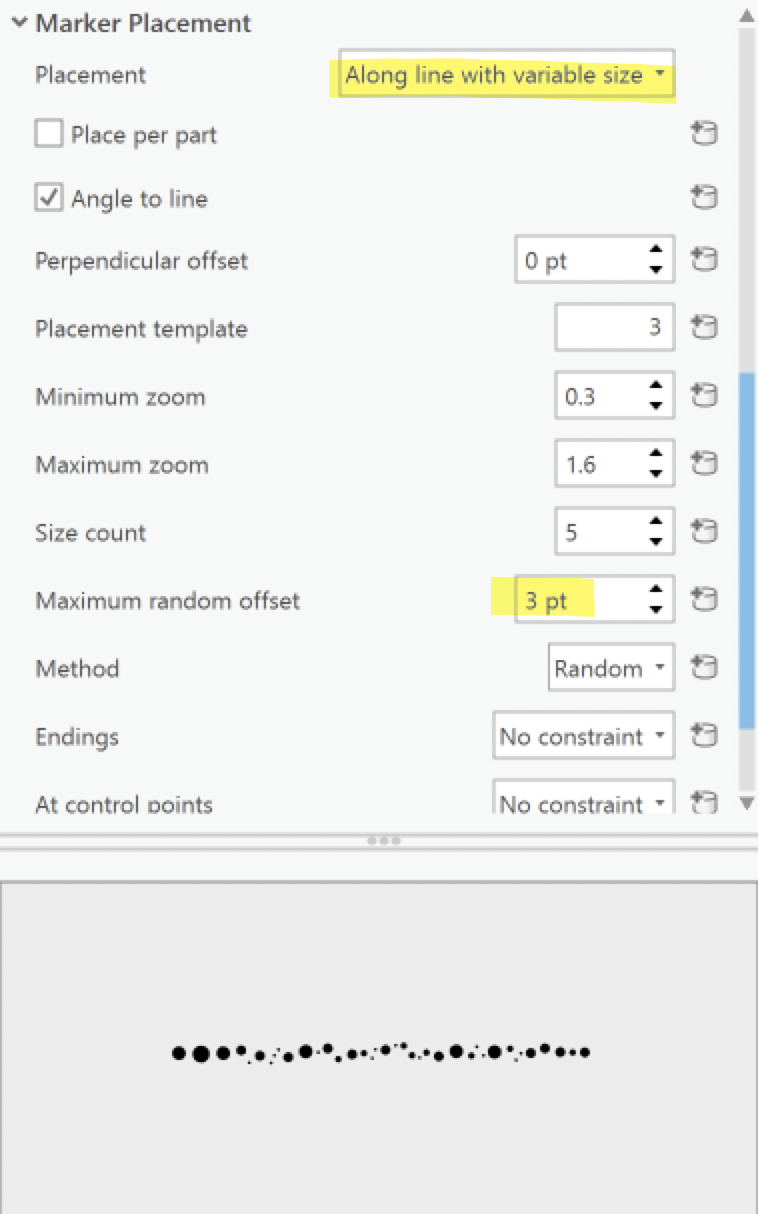 Marker Placement
Placement Along line with variable size
Place per part
Angle to line
Perpendicular offset 0 pt
Placement template 3
Minimum zoom 0.3
Maximum zoom 1.6
Size count 5
Maximum random offset 3 pt
Method Random
Endings No constraint
At control points No constraint